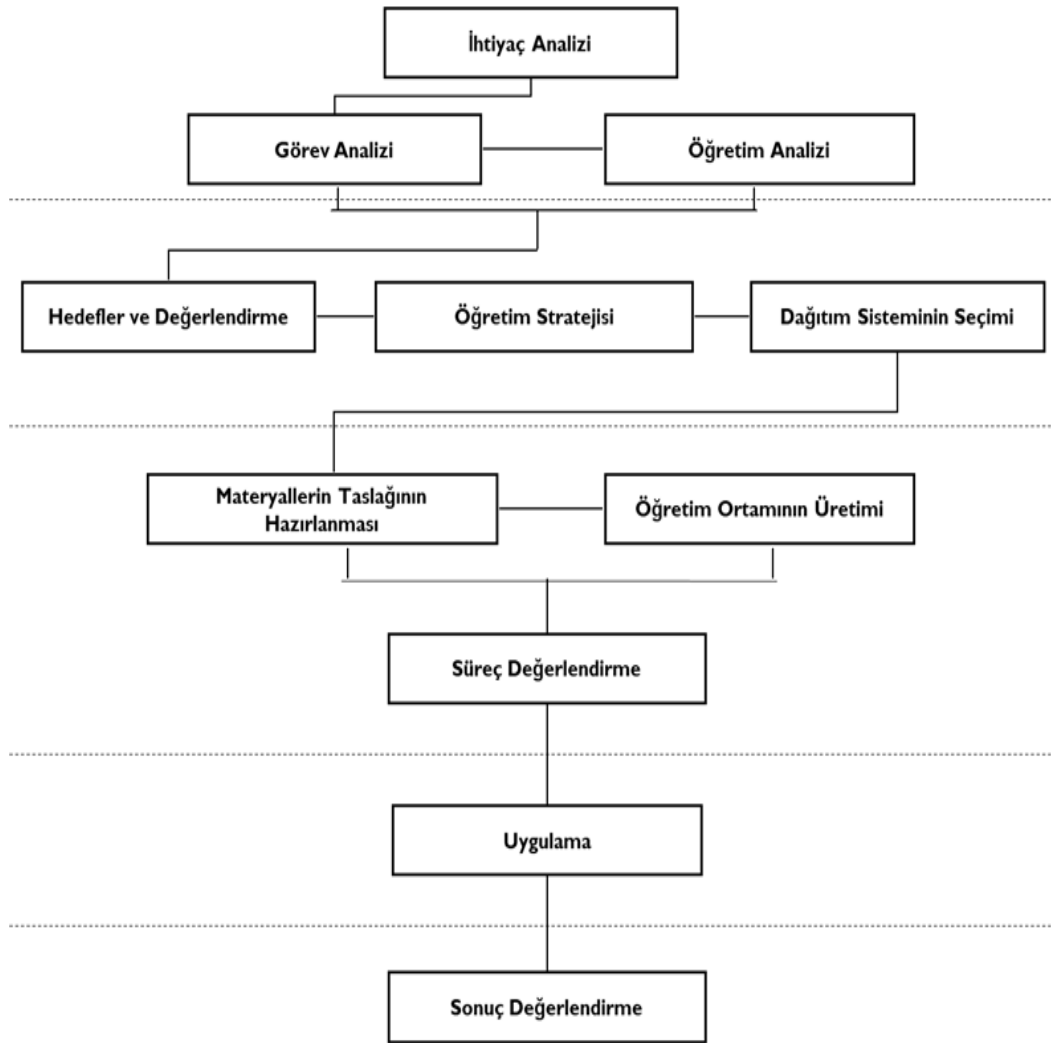 İhtiyaç Analizi
Görev Analizi
Öğretim Analizi
Hedefler ve Değerlendirme
Öğretim Stratejisi
Dağıtım Sisteminin Seçimi
Materyallerin Taslağının
Hazırlanması
Öğretim Ortamının Üretimi
Süreç Değerlendirme
Uygulama
Sonuç Değerlendirme